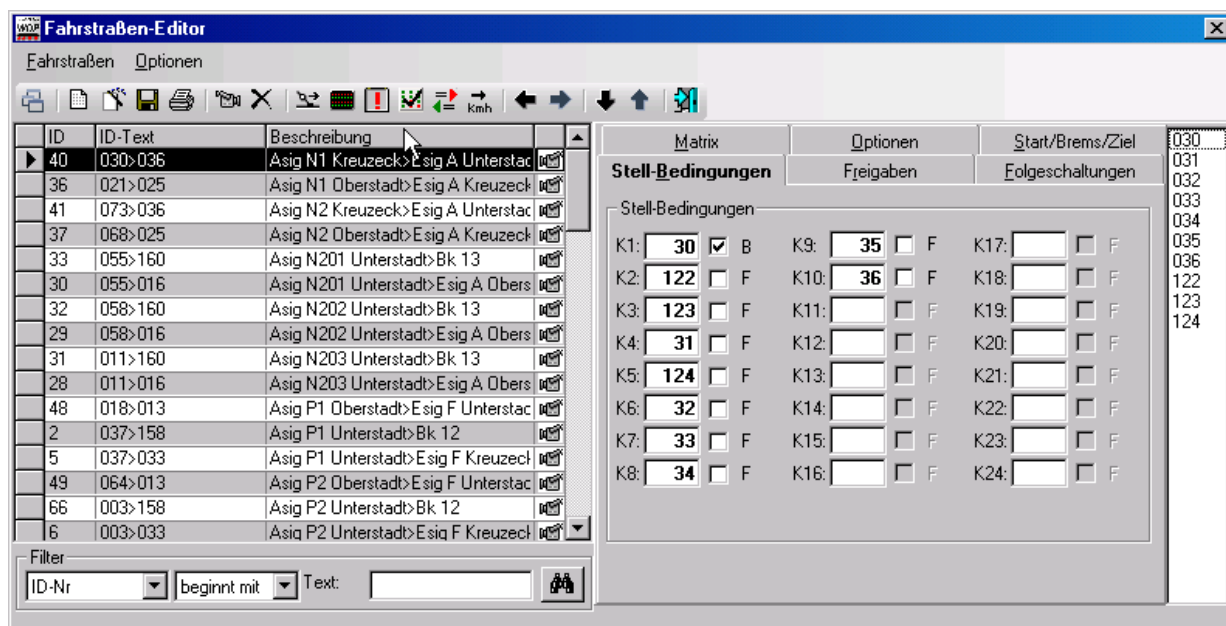 Fahrstraßen-Editor
Fahrstraßen Optionen
Kmh
ID ID-Text Beschreibung
40 030>036 Asig N1 Kreuzeck>Esig A Unterstac
36 021>025 Asig N1 Oberstadt>Esig A Kreuzeck
41 073>036 Asig N2 Kreuzeck>Esig A Unterstac
37 068>025 Asig N2 Oberstadt>Esig A Kreuzeck
33 055>160 Asig N201 Unterstadt>Bk 13
30 055>016 Asig N201 Unterstadt>Esig A Obers
32 058>160 Asig N202 Unterstadt>Bk 13
29 058>016 Asig N202 Unterstadt>Esig A Obers
31 011>160 Asig N203 Unterstadt>Bk 13
28 011>016 Asig N203 Unterstadt>Esig A Obers
48 018>013 Asig P1 Oberstadt>Esig F Unterstac
2 037>158 Asig P1 Unterstadt>Bk 12
5 037>033 Asig P1 Unterstadt>Esig F Kreuzeck
49 064>013 Asig P2 Oberstadt>Esig F Unterstac
66 003>158 Asig P2 Unterstadt>Bk 12
6 003>033 Asig P2 Unterstadt>Esig F Kreuzeck
Filter
ID-Nr beginnt mit Text:
Matrix Optionen Start/Brems/Ziel
Stell-Bedingungen Freigaben Folgeschaltungen
Stell-Bedingungen
K1: 30 B K9: 35 F K17: F
K2: 122 F K10: 36 F K18: F
K3: 123 F K11: F K19: F
K4: 31 F K12: F K20: F
K5: 124 F K13: F K21: F
K6: 32 F K14: F K22: F
K7: 33 F K15: F K23: F
K8: 34 F K16: F K24: F
030
031
032
033
034
035
036
122
123
124